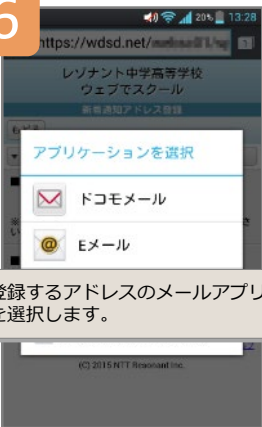 6
20% 13:28
https://wdsd.net/
レゾナント中学高等学校
ウェブでスクール
新着通知アドレス登録
アプリケーションを選択
ドコモメール
Eメール
登録するアドレスのメールアプリ
を選択します。
(C) 2015 NTT Resonant Inc.